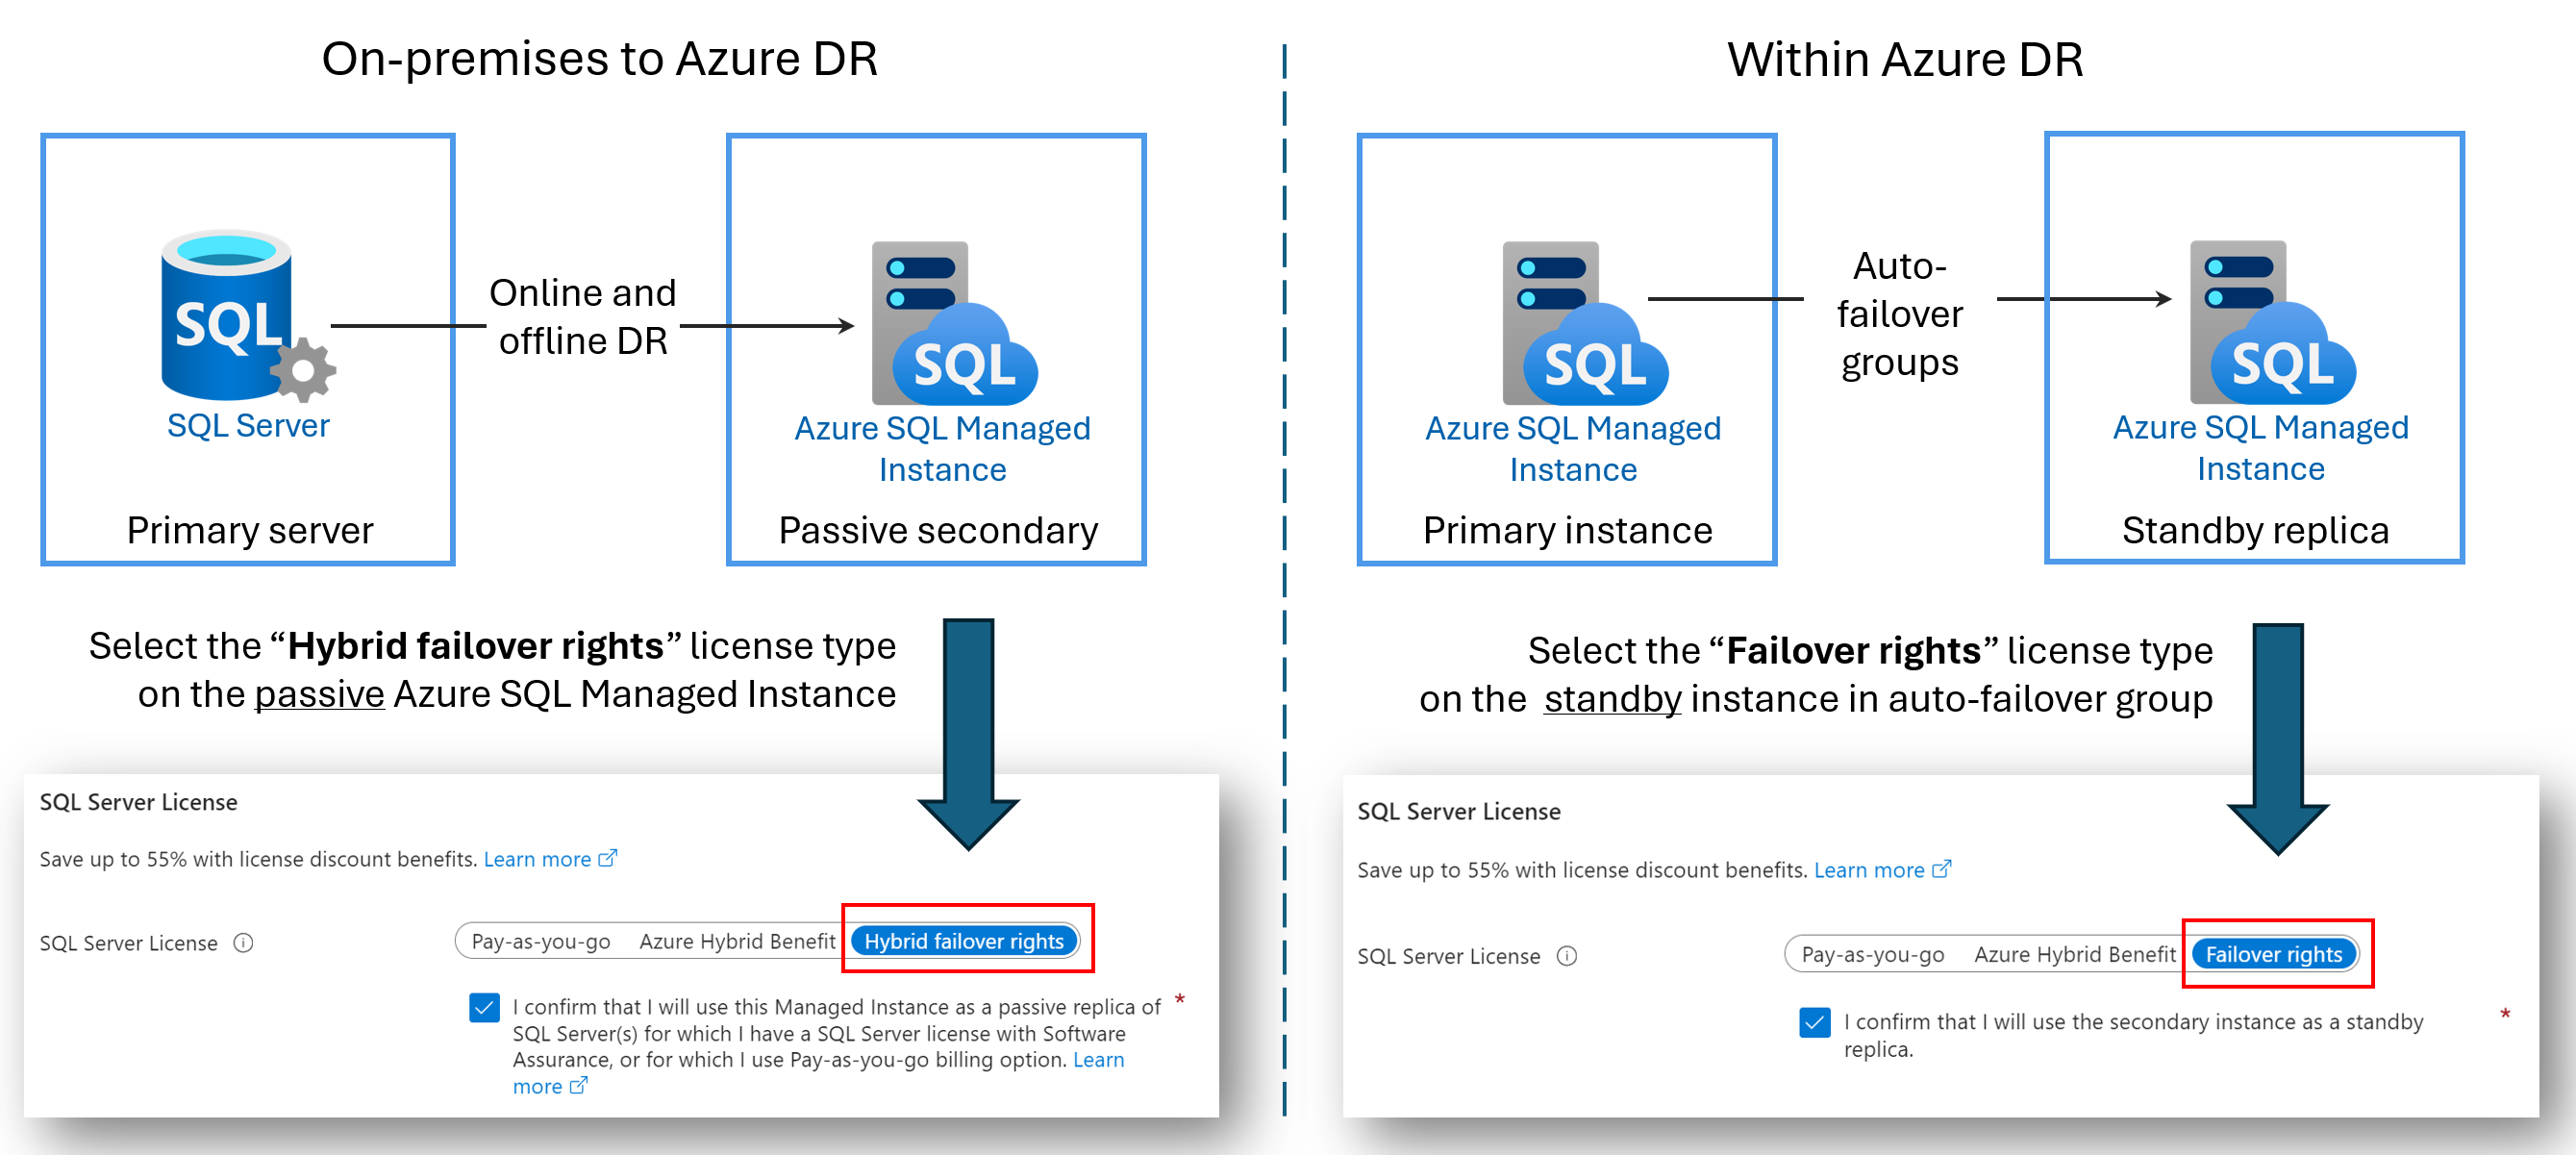 On-premises to Azure DR
SQL
SQL Server
Primary server
Online and
offline DR
SQL
Azure SQL Managed
Instance
Passive secondary
Select the “Hybrid failover rights” license type
on the passive Azure SQL Managed Instance
SQL Server License
Save up to 55% with license discount benefits. Learn more
SQL Server License
Pay-as-you-go Azure Hybrid Benefit Hybrid failover rights
I confirm that I will use this Managed Instance as a passive replica of *
SQL Server(s) for which I have a SQL Server license with Software
Assurance, or for which I use Pay-as-you-go billing option. Learn
more
Within Azure DR
SQL
Azure SQL Managed
Instance
Primary instance
Auto-
failover
groups
SQL
Azure SQL Managed
Instance
Standby replica
Select the “Failover rights” license type
on the standby instance in auto-failover group
SQL Server License
Save up to 55% with license discount benefits. Learn more
SQL Server License
Pay-as-you-go Azure Hybrid Benefit Failover rights
I confirm that I will use the secondary instance as a standby *
replica.